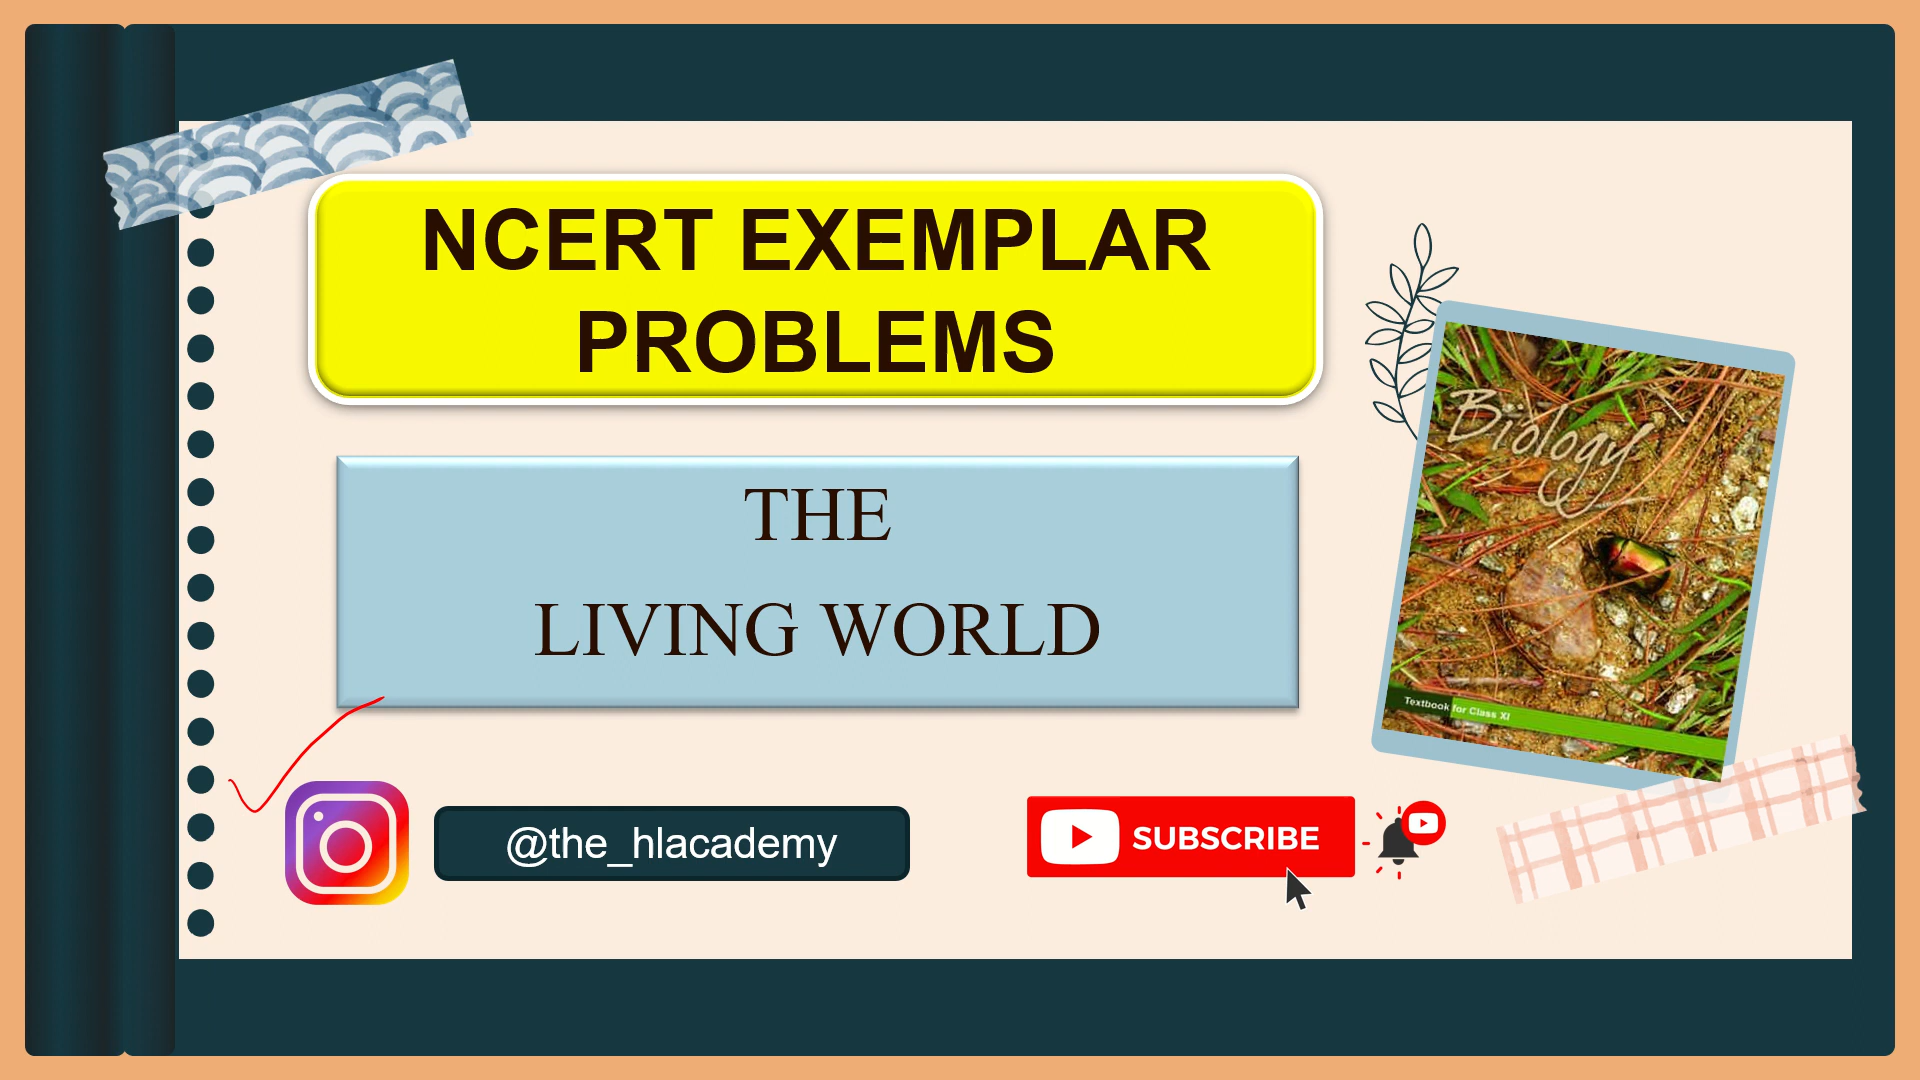 NCERT EXEMPLAR
PROBLEMS
THE
LIVING WORLD
Biology
Textbook for Class XI
@the_hlacademy
SUBSCRIBE